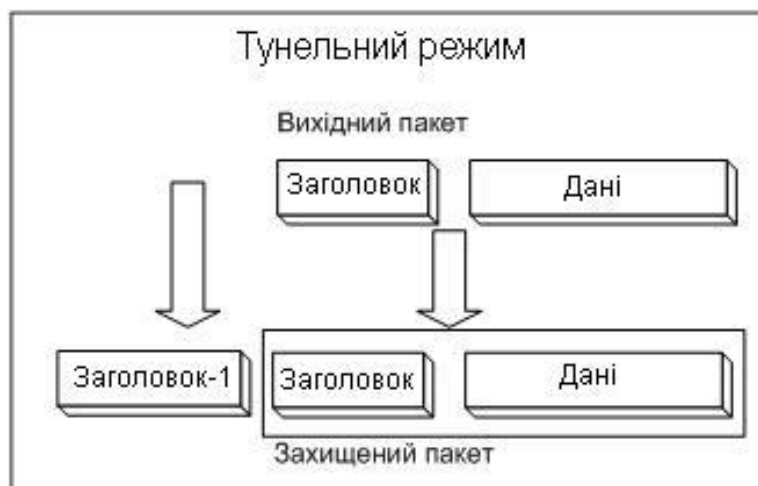 Тунельний режим
Вихідний пакет
Заголовок Дані
Заголовок-1 Заголовок Дані
Захищений пакет